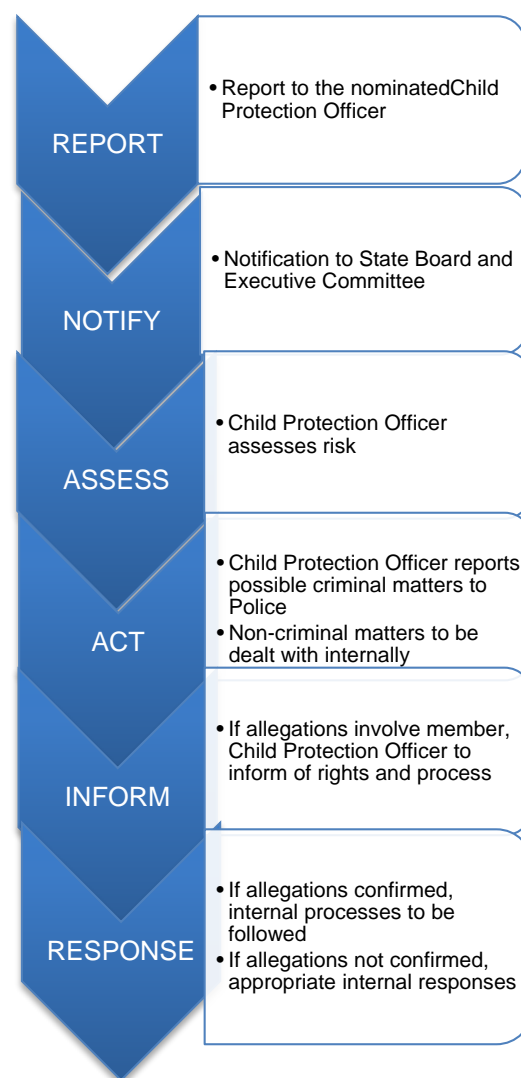 REPORT
• Report to the nominatedChild
Protection Officer
NOTIFY
• Notification to State Board and
Executive Committee
ASSESS
• Child Protection Officer
assesses risk
ACT
• Child Protection Officer reports
possible criminal matters to
Police
• Non-criminal matters to be
dealt with internally
INFORM
• If allegations involve member,
Child Protection Officer to
inform of rights and process
RESPONSE
• If allegations confirmed,
internal processes to be
followed
• If allegations not confirmed,
appropriate internal responses